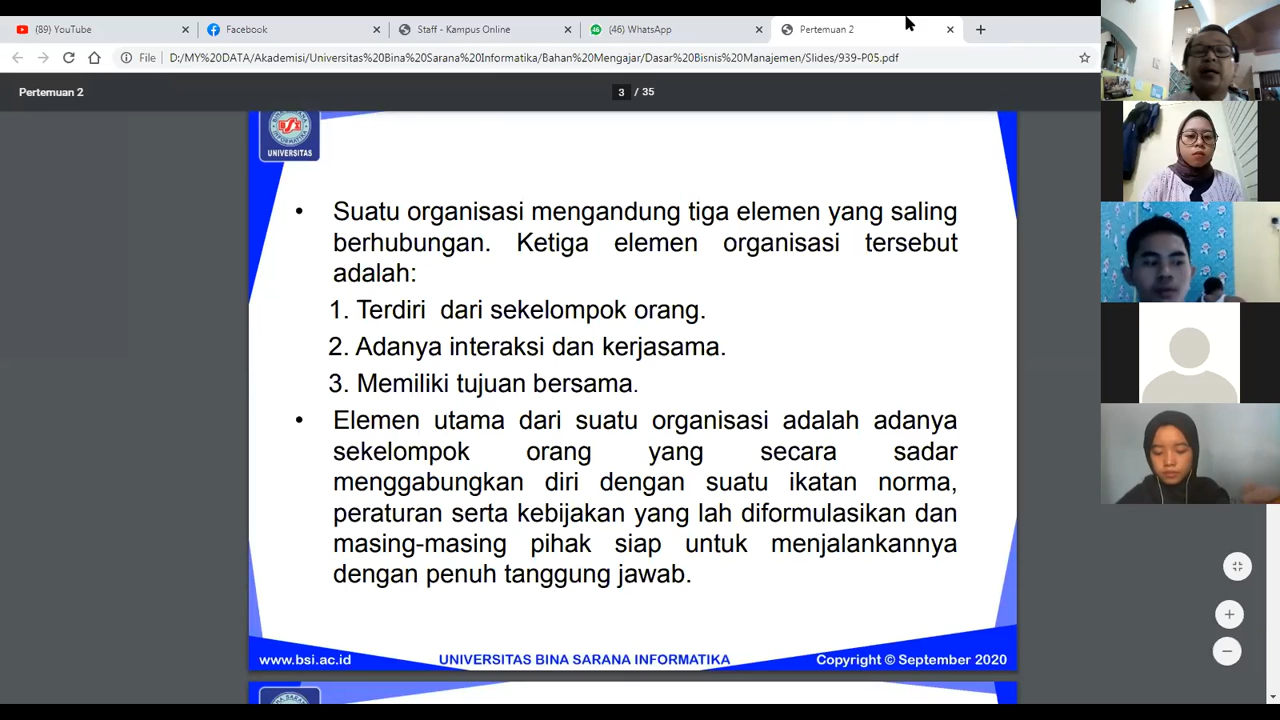 (89) YouTube
Facebook
Staff - Kampus Online
(46) WhatsApp
Pertemuan 2
File D:/MY%20DATA/Akademisi/Universitas%20Bina%20Sarana%20Informatika/Bahan%20Mengajar/Dasar%20Bisnis%20Manajemen/Slides/939-P05.pdf
Pertemuan 2
3 / 35
BSI
UNIVERSITAS
• Suatu organisasi mengandung tiga elemen yang saling
berhubungan. Ketiga elemen organisasi tersebut
adalah:
1. Terdiri dari sekelompok orang.
2. Adanya interaksi dan kerjasama.
3. Memiliki tujuan bersama.
• Elemen utama dari suatu organisasi adalah adanya
sekelompok orang yang secara sadar
menggabungkan diri dengan suatu ikatan norma,
peraturan serta kebijakan yang lah diformulasikan dan
masing-masing pihak siap untuk menjalankannya
dengan penuh tanggung jawab.
www.bsi.ac.id UNIVERSITAS BINA SARANA INFORMATIKA Copyright © September 2020